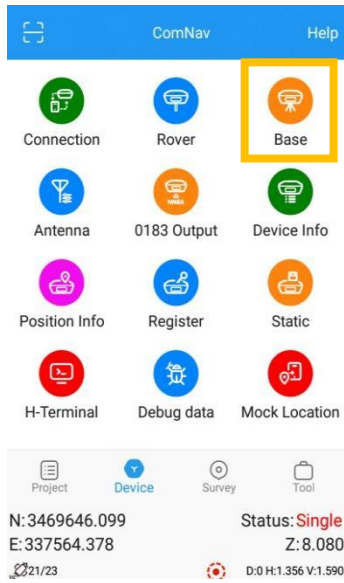 ComNav Help
Connection Rover Base
NMEA
Antenna 0183 Output Device Info
Position Info Register Static
H-Terminal Debug data Mock Location
Project Device Survey Tool
N:3469646.099 Status:Single
E:337564.378 Z:8.080
21/23 D:0 H:1.356 V:1.590